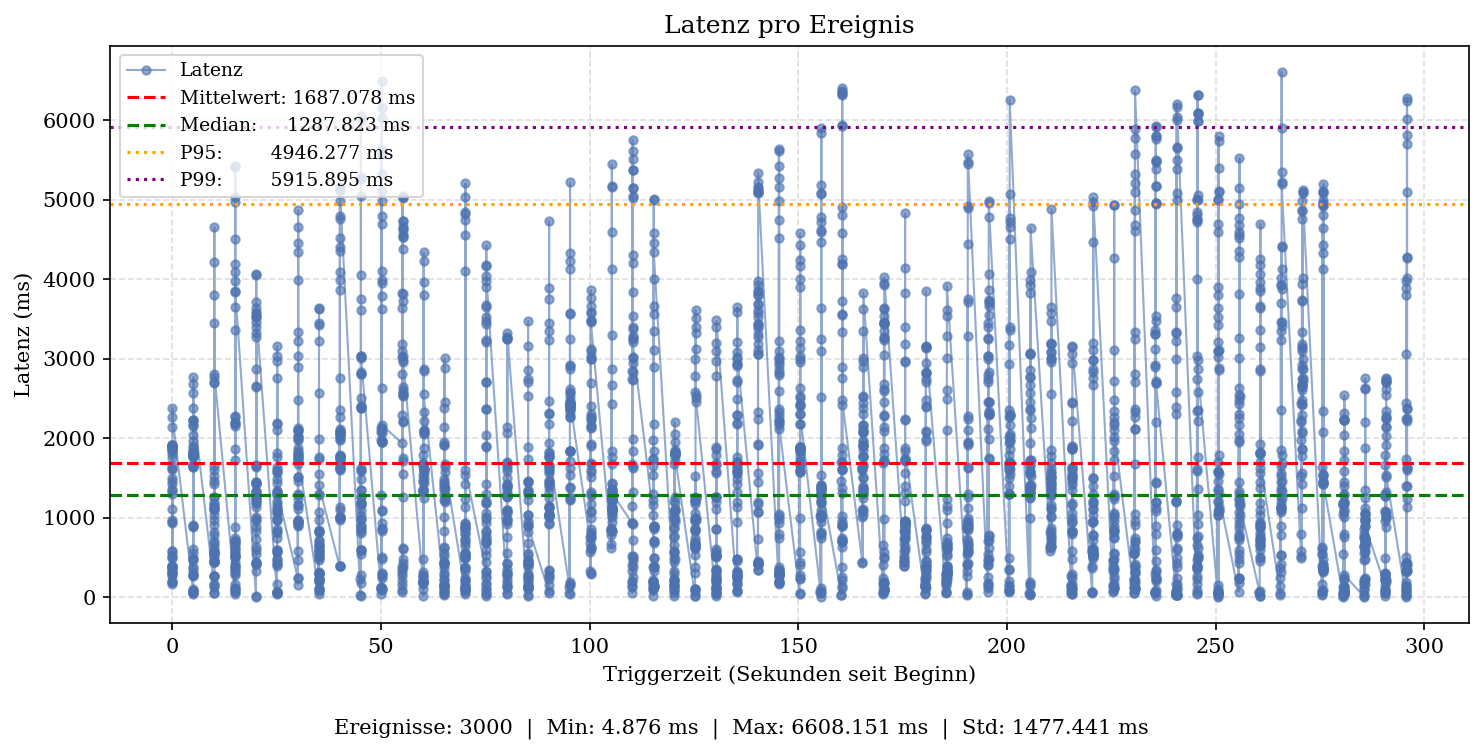 Latenz pro Ereignis
Latenz
Mittelwert: 1687.078 ms
Median: 1287.823 ms
P95: 4946.277 ms
P99: 5915.895 ms
Latenz (ms)
6000
5000
4000
3000
2000
1000
0
0 50 100 150 200 250 300
Triggerzeit (Sekunden seit Beginn)
Ereignisse: 3000 | Min: 4.876 ms | Max: 6608.151 ms | Std: 1477.441 ms